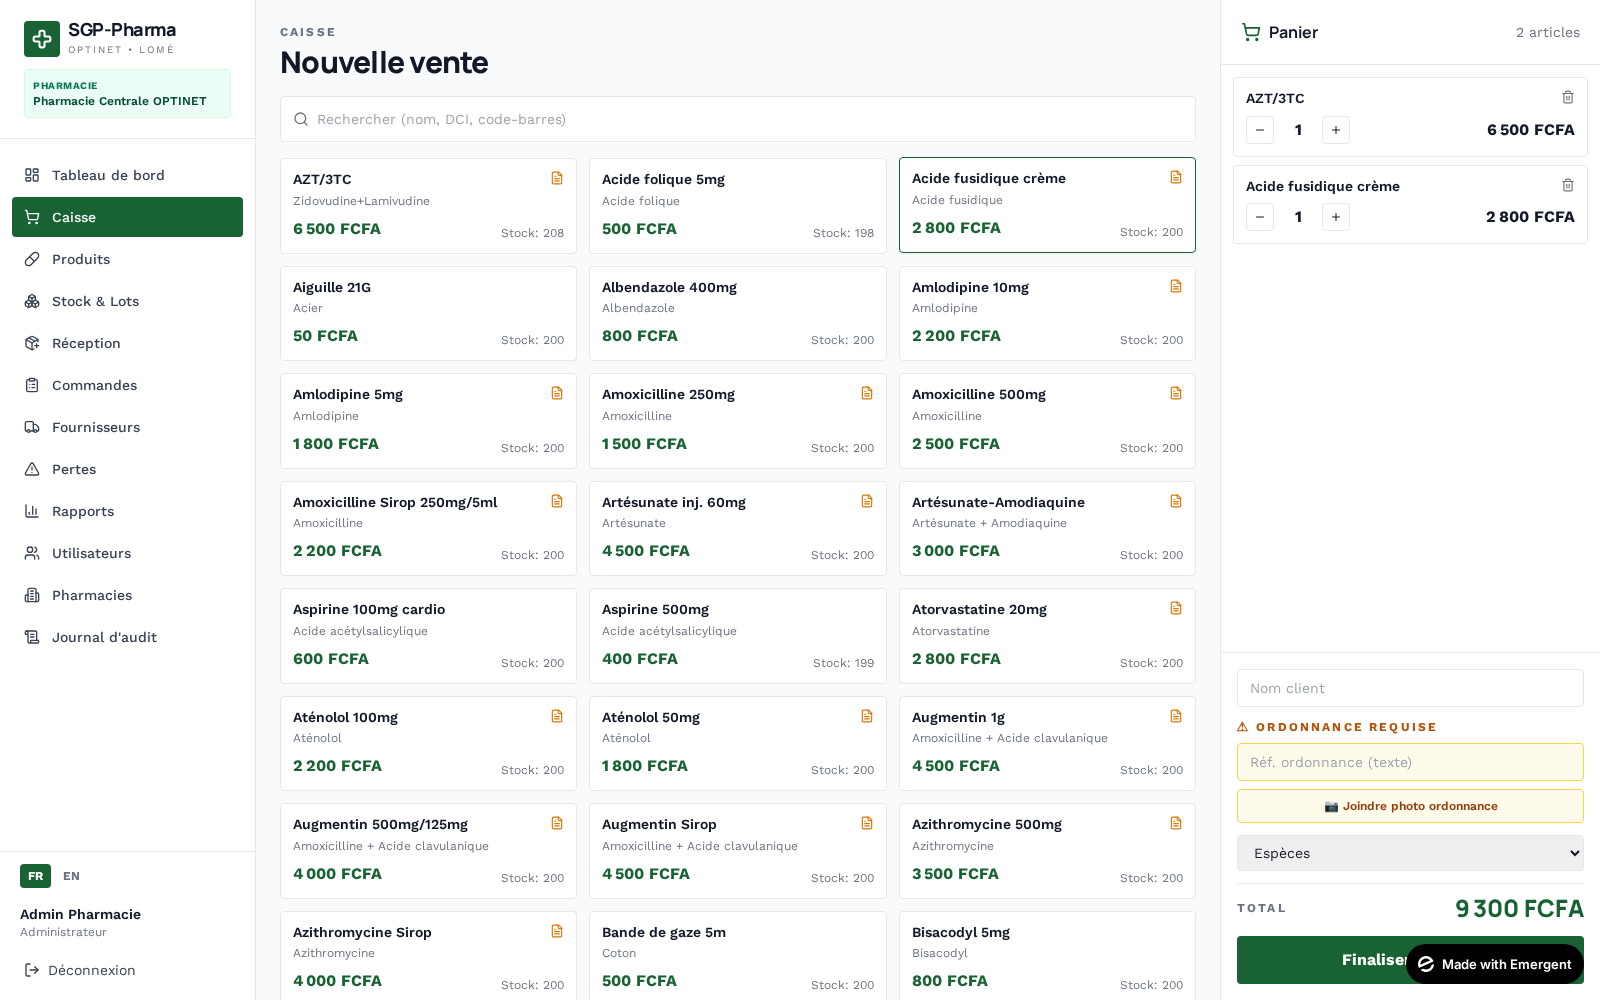 SGP-Pharma
OPTINET • LOMÉ
PHARMACIE
Pharmacie Centrale OPTINET
Tableau de bord
Caisse
Produits
Stock & Lots
Réception
Commandes
Fournisseurs
Pertes
Rapports
Utilisateurs
Pharmacies
Journal d'audit
FR EN
Admin Pharmacie
Administrateur
Déconnexion
CAISSE
Nouvelle vente
Rechercher (nom, DCI, code-barres)
AZT/3TC
Zidovudine+Lamivudine
6 500 FCFA Stock: 208
Acide folique 5mg
Acide folique
500 FCFA Stock: 198
Acide fusidique crème
Acide fusidique
2 800 FCFA Stock: 200
Aiguille 21G
Acier
50 FCFA Stock: 200
Albendazole 400mg
Albendazole
800 FCFA Stock: 200
Amlodipine 10mg
Amlodipine
2 200 FCFA Stock: 200
Amlodipine 5mg
Amlodipine
1 800 FCFA Stock: 200
Amoxicilline 250mg
Amoxicilline
1 500 FCFA Stock: 200
Amoxicilline 500mg
Amoxicilline
2 500 FCFA Stock: 200
Amoxicilline Sirop 250mg/5ml
Amoxicilline
2 200 FCFA Stock: 200
Artésunate inj. 60mg
Artésunate
4 500 FCFA Stock: 200
Artésunate-Amodiaquine
Artésunate + Amodiaquine
3 000 FCFA Stock: 200
Aspirine 100mg cardio
Acide acétylsalicylique
600 FCFA Stock: 200
Aspirine 500mg
Acide acétylsalicylique
400 FCFA Stock: 199
Atorvastatine 20mg
Atorvastatine
2 800 FCFA Stock: 200
Aténolol 100mg
Aténolol
2 200 FCFA Stock: 200
Aténolol 50mg
Aténolol
1 800 FCFA Stock: 200
Augmentin 1g
Amoxicilline + Acide clavulanique
4 500 FCFA Stock: 200
Augmentin 500mg/125mg
Amoxicilline + Acide clavulanique
4 000 FCFA Stock: 200
Augmentin Sirop
Amoxicilline + Acide clavulanique
4 500 FCFA Stock: 200
Azithromycine 500mg
Azithromycine
3 500 FCFA Stock: 200
Azithromycine Sirop
Azithromycine
4 000 FCFA Stock: 200
Bande de gaze 5m
Coton
500 FCFA Stock: 200
Bisacodyl 5mg
Bisacodyl
800 FCFA Stock: 200
Panier 2 articles
AZT/3TC
− 1 + 6 500 FCFA
Acide fusidique crème
− 1 + 2 800 FCFA
Nom client
⚠ ORDONNANCE REQUISE
Réf. ordonnance (texte)
📷 Joindre photo ordonnance
Espèces
TOTAL 9 300 FCFA
Finaliser
Made with Emergent